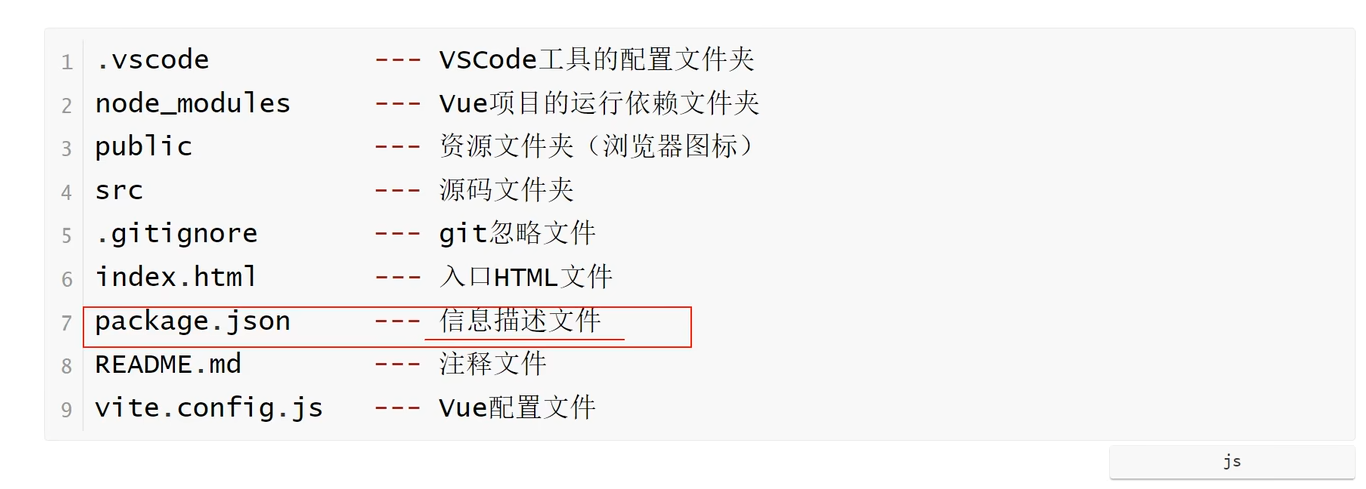 1 .vscode --- VSCode工具的配置文件夹
2 node_modules --- Vue项目的运行依赖文件夹
3 public --- 资源文件夹（浏览器图标）
4 src --- 源码文件夹
5 .gitignore --- git忽略文件
6 index.html --- 入口HTML文件
7 package.json --- 信息描述文件
8 README.md --- 注释文件
9 vite.config.js --- Vue配置文件
js